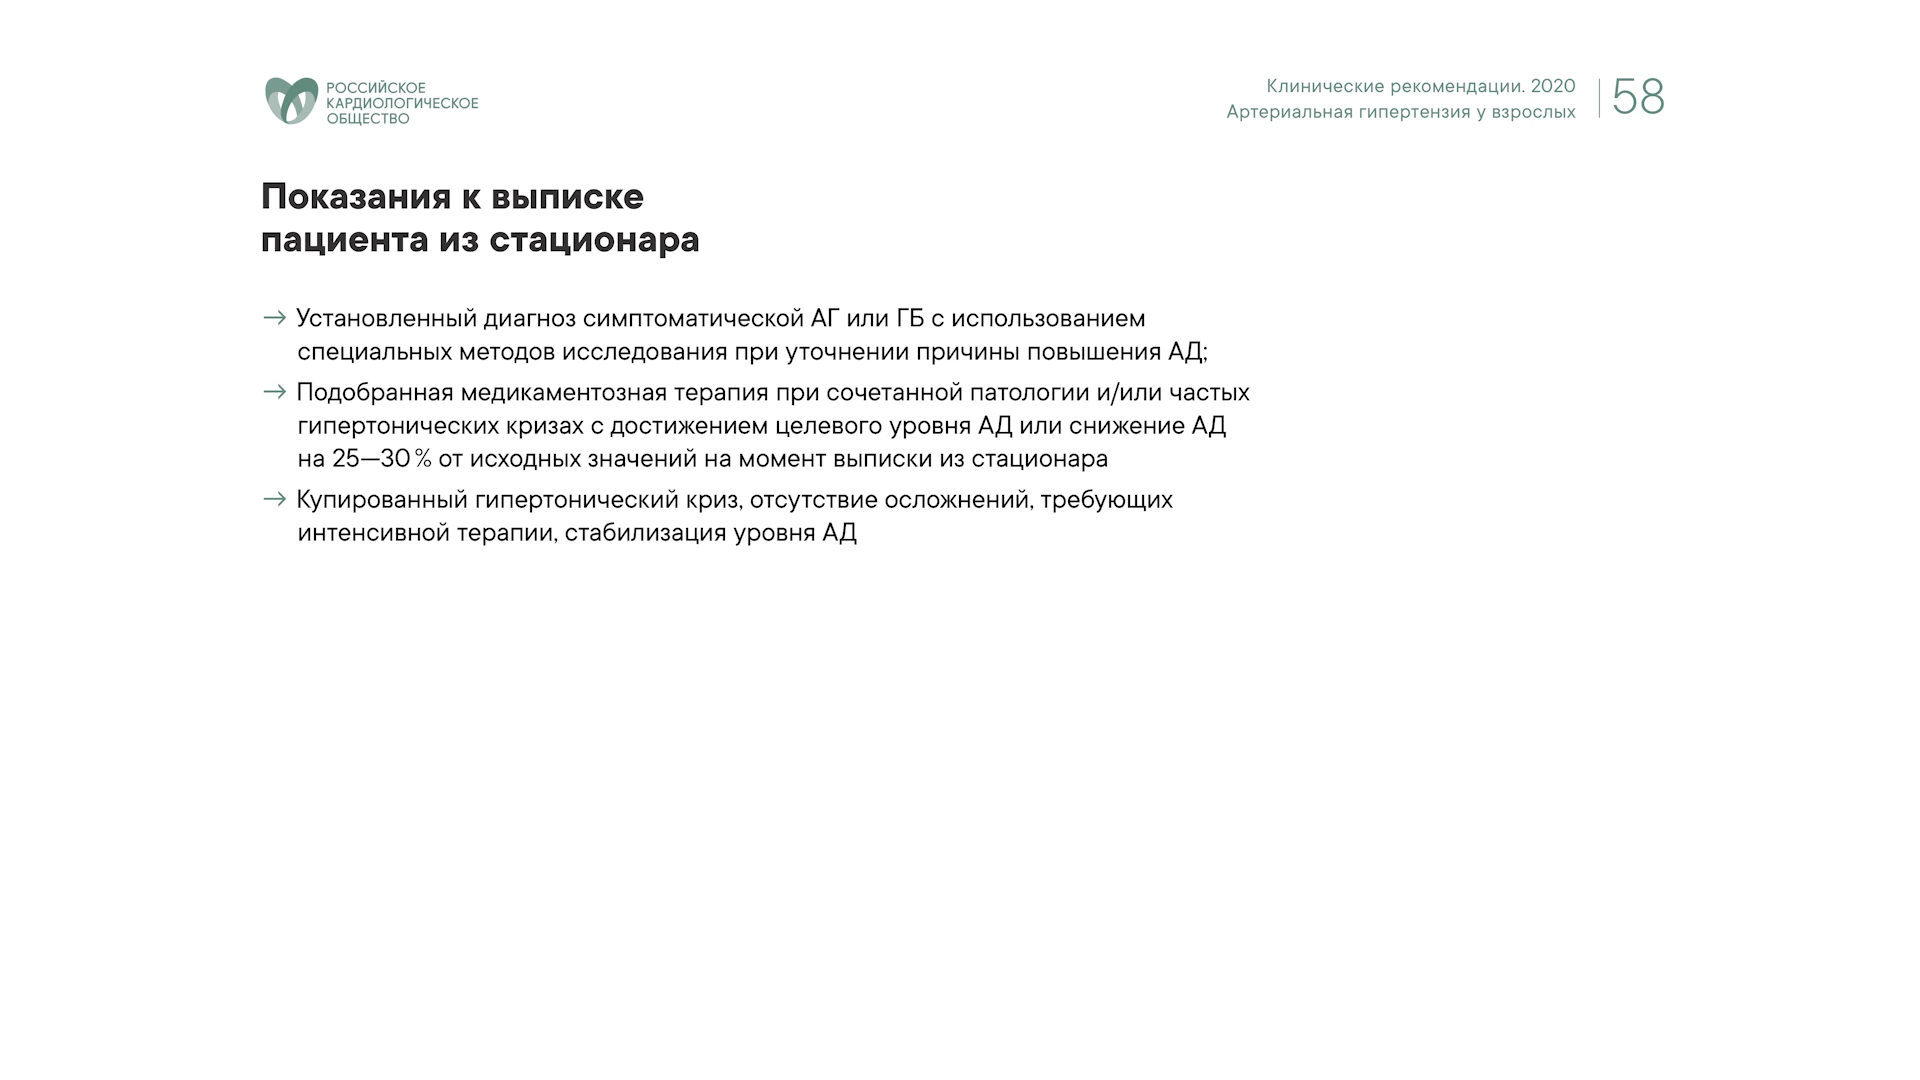 РОССИЙСКОЕ
КАРДИОЛОГИЧЕСКОЕ
ОБЩЕСТВО
Клинические рекомендации. 2020
Артериальная гипертензия у взрослых
58
Показания к выписке
пациента из стационара
→ Установленный диагноз симптоматической АГ или ГБ с использованием
специальных методов исследования при уточнении причины повышения АД;
→ Подобранная медикаментозная терапия при сочетанной патологии и/или частых
гипертонических кризах с достижением целевого уровня АД или снижение АД
на 25—30 % от исходных значений на момент выписки из стационара
→ Купированный гипертонический криз, отсутствие осложнений, требующих
интенсивной терапии, стабилизация уровня АД